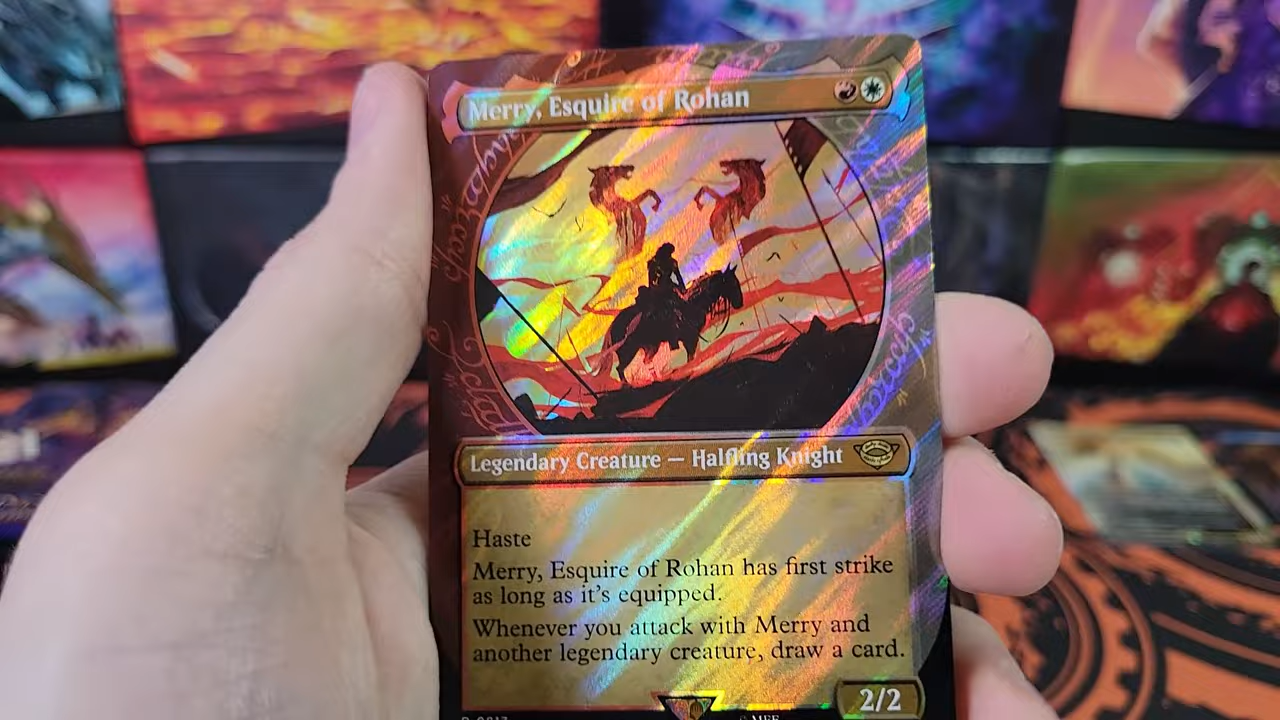 Merry, Esquire of Rohan
Legendary Creature — Halfling Knight
Haste
Merry, Esquire of Rohan has first strike
as long as it's equipped.
Whenever you attack with Merry and
another legendary creature, draw a card.
2/2